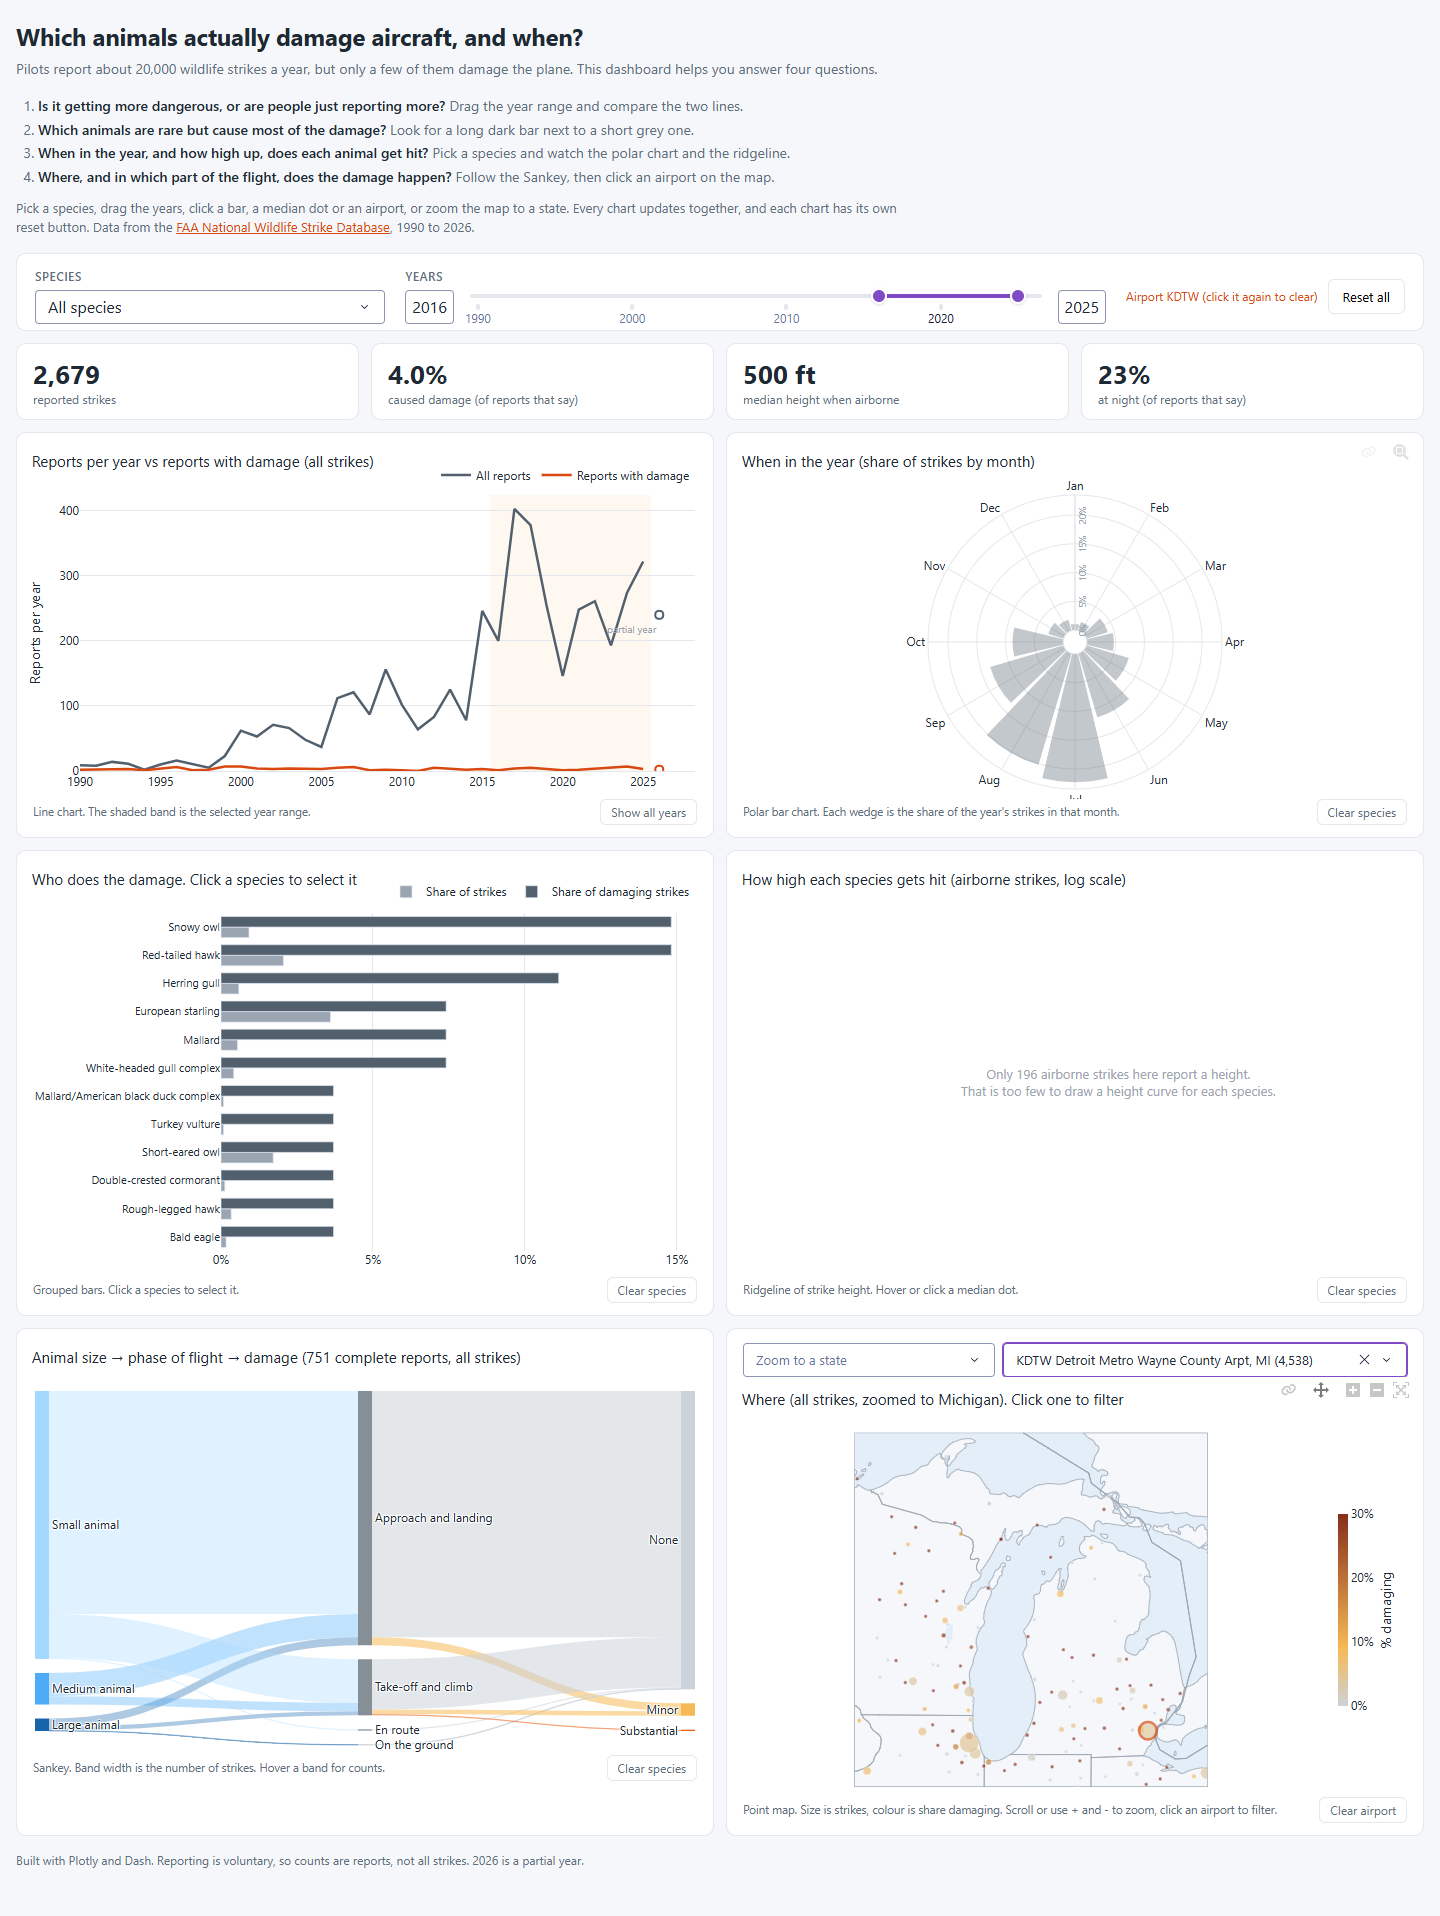 Which animals actually damage aircraft, and when?
Pilots report about 20,000 wildlife strikes a year, but only a few of them damage the plane. This dashboard helps you answer four questions.
1. Is it getting more dangerous, or are people just reporting more? Drag the year range and compare the two lines.
2. Which animals are rare but cause most of the damage? Look for a long dark bar next to a short grey one.
3. When in the year, and how high up, does each animal get hit? Pick a species and watch the polar chart and the ridgeline.
4. Where, and in which part of the flight, does the damage happen? Follow the Sankey, then click an airport on the map.
Pick a species, drag the years, click a bar, a median dot or an airport, or zoom the map to a state. Every chart updates together, and each chart has its own
reset button. Data from the FAA National Wildlife Strike Database, 1990 to 2026.
SPECIES
All species
YEARS
2016
1990
2000
2010
2020
2025
Airport KDTW (click it again to clear)
Reset all
2,679
reported strikes
4.0%
caused damage (of reports that say)
500 ft
median height when airborne
23%
at night (of reports that say)
Reports per year vs reports with damage (all strikes)
All reports
Reports with damage
Reports per year
400
300
200
100
0
partial year
1990
1995
2000
2005
2010
2015
2020
2025
Line chart. The shaded band is the selected year range.
Show all years
When in the year (share of strikes by month)
Jan
Feb
Mar
Apr
May
Jun
Jul
Aug
Sep
Oct
Nov
Dec
20%
15%
10%
5%
0%
Polar bar chart. Each wedge is the share of the year's strikes in that month.
Clear species
Who does the damage. Click a species to select it
Share of strikes
Share of damaging strikes
Snowy owl
Red-tailed hawk
Herring gull
European starling
Mallard
White-headed gull complex
Mallard/American black duck complex
Turkey vulture
Short-eared owl
Double-crested cormorant
Rough-legged hawk
Bald eagle
0%
5%
10%
15%
Grouped bars. Click a species to select it.
Clear species
How high each species gets hit (airborne strikes, log scale)
Only 196 airborne strikes here report a height.
That is too few to draw a height curve for each species.
Ridgeline of strike height. Hover or click a median dot.
Clear species
Animal size → phase of flight → damage (751 complete reports, all strikes)
Small animal
Medium animal
Large animal
Approach and landing
Take-off and climb
En route
On the ground
None
Minor
Substantial
Sankey. Band width is the number of strikes. Hover a band for counts.
Clear species
Zoom to a state
KDTW Detroit Metro Wayne County Arpt, MI (4,538)
Where (all strikes, zoomed to Michigan). Click one to filter
30%
20%
10%
0%
% damaging
Point map. Size is strikes, colour is share damaging. Scroll or use + and - to zoom, click an airport to filter.
Clear airport
Built with Plotly and Dash. Reporting is voluntary, so counts are reports, not all strikes. 2026 is a partial year.